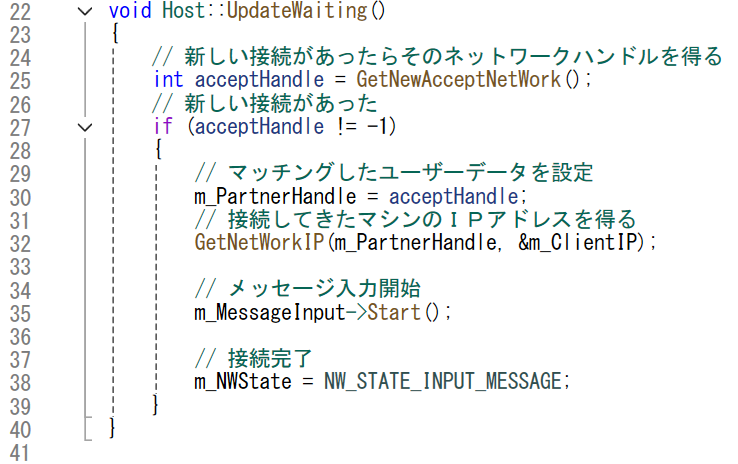 22 void Host::UpdateWaiting()
23 {
24 // 新しい接続があったらそのネットワークハンドルを得る
25 int acceptHandle = GetNewAcceptNetWork();
26 // 新しい接続があった
27 if (acceptHandle != -1)
28 {
29 // マッチングしたユーザーデータを設定
30 m_PartnerHandle = acceptHandle;
31 // 接続してきたマシンのＩＰアドレスを得る
32 GetNetWorkIP(m_PartnerHandle, &m_ClientIP);
33
34 // メッセージ入力開始
35 m_MessageInput->Start();
36
37 // 接続完了
38 m_NWState = NW_STATE_INPUT_MESSAGE;
39 }
40 }
41